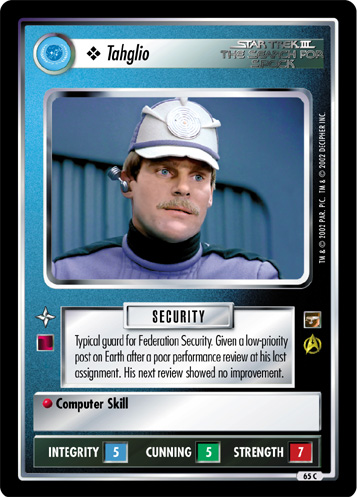 ❖ Tahglio
STAR TREK III
THE SEARCH FOR
SPOCK
TM & © 2002 PAR. PIC. TM & © 2002 DECIPHER INC.
SECURITY
Typical guard for Federation Security. Given a low-priority
post on Earth after a poor performance review at his last
assignment. His next review showed no improvement.
Computer Skill
INTEGRITY 5 CUNNING 5 STRENGTH 7
65 C